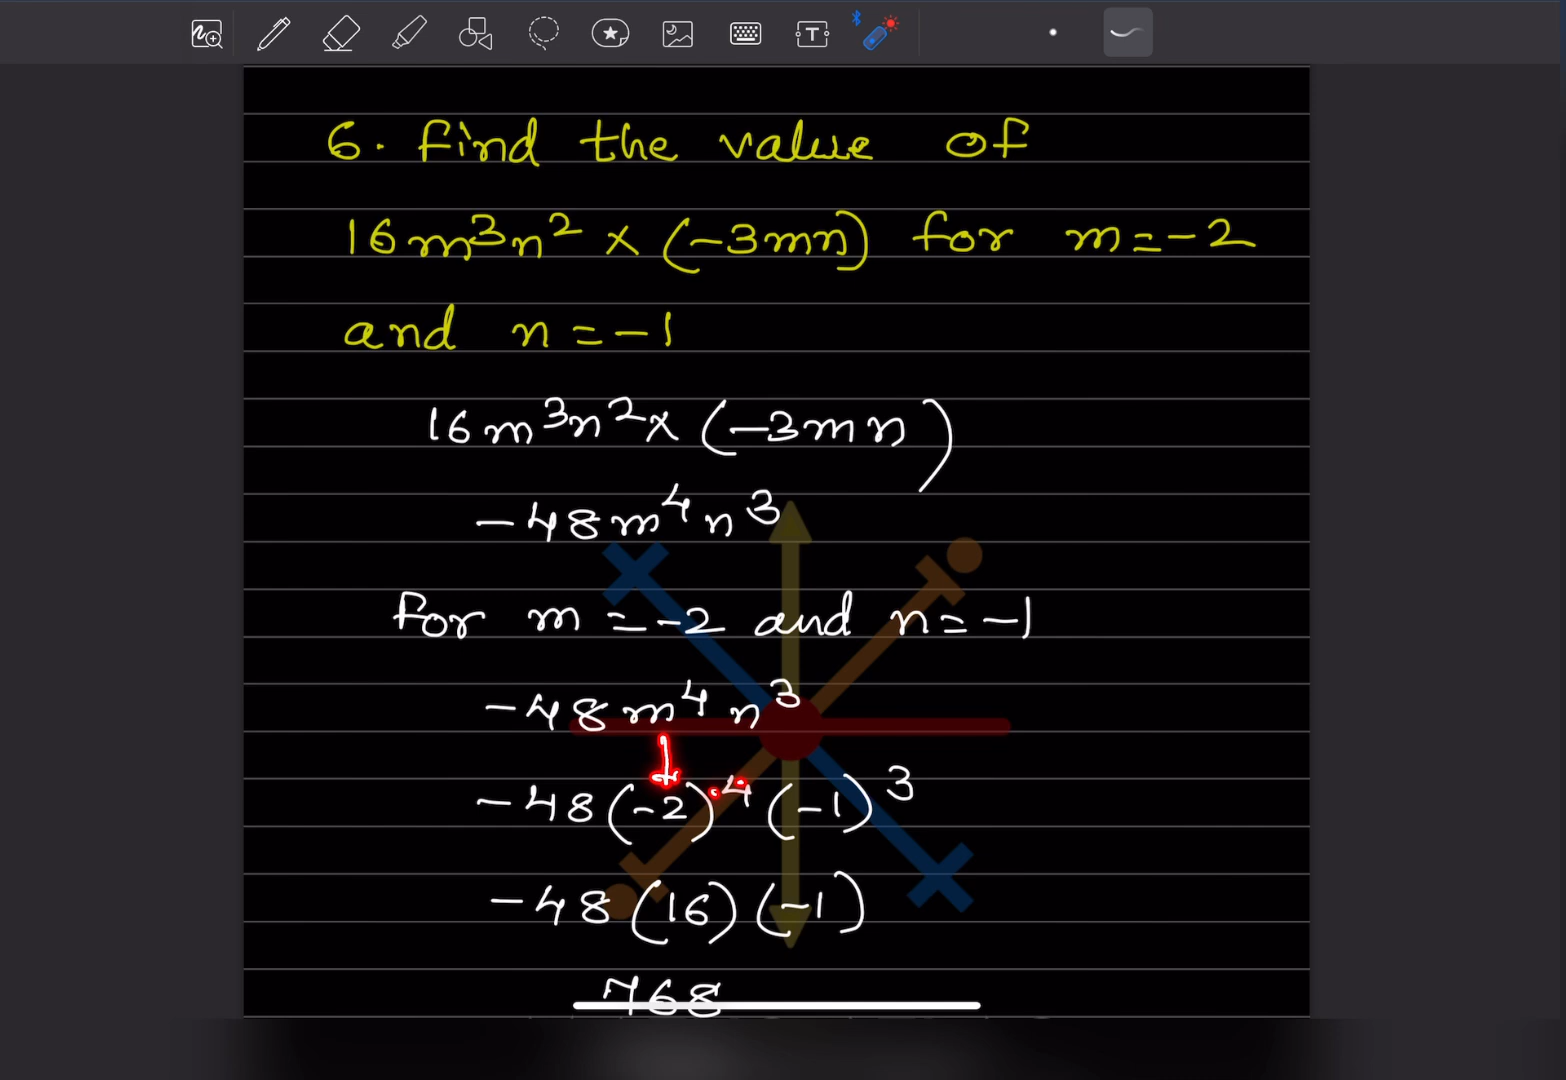 6. find the value of
16m³n² × (-3mn) for m=-2
and n=-1
16m³n² × (-3mn)
-48m⁴n³
for m=-2 and n=-1
-48m⁴n³
-48(-2)⁴(-1)³
-48(16)(-1)
768